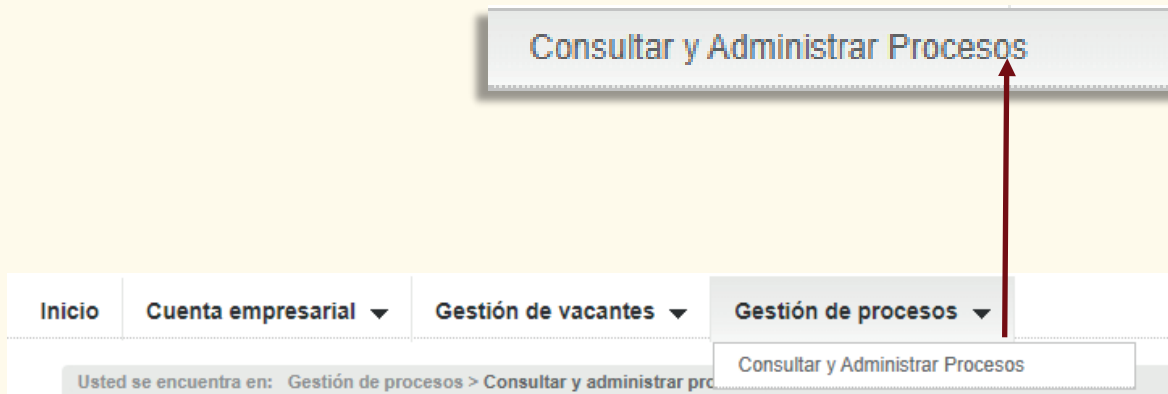 Consultar y Administrar Procesos
Inicio Cuenta empresarial Gestión de vacantes Gestión de procesos
Consultar y Administrar Procesos
Usted se encuentra en: Gestión de procesos > Consultar y administrar pro